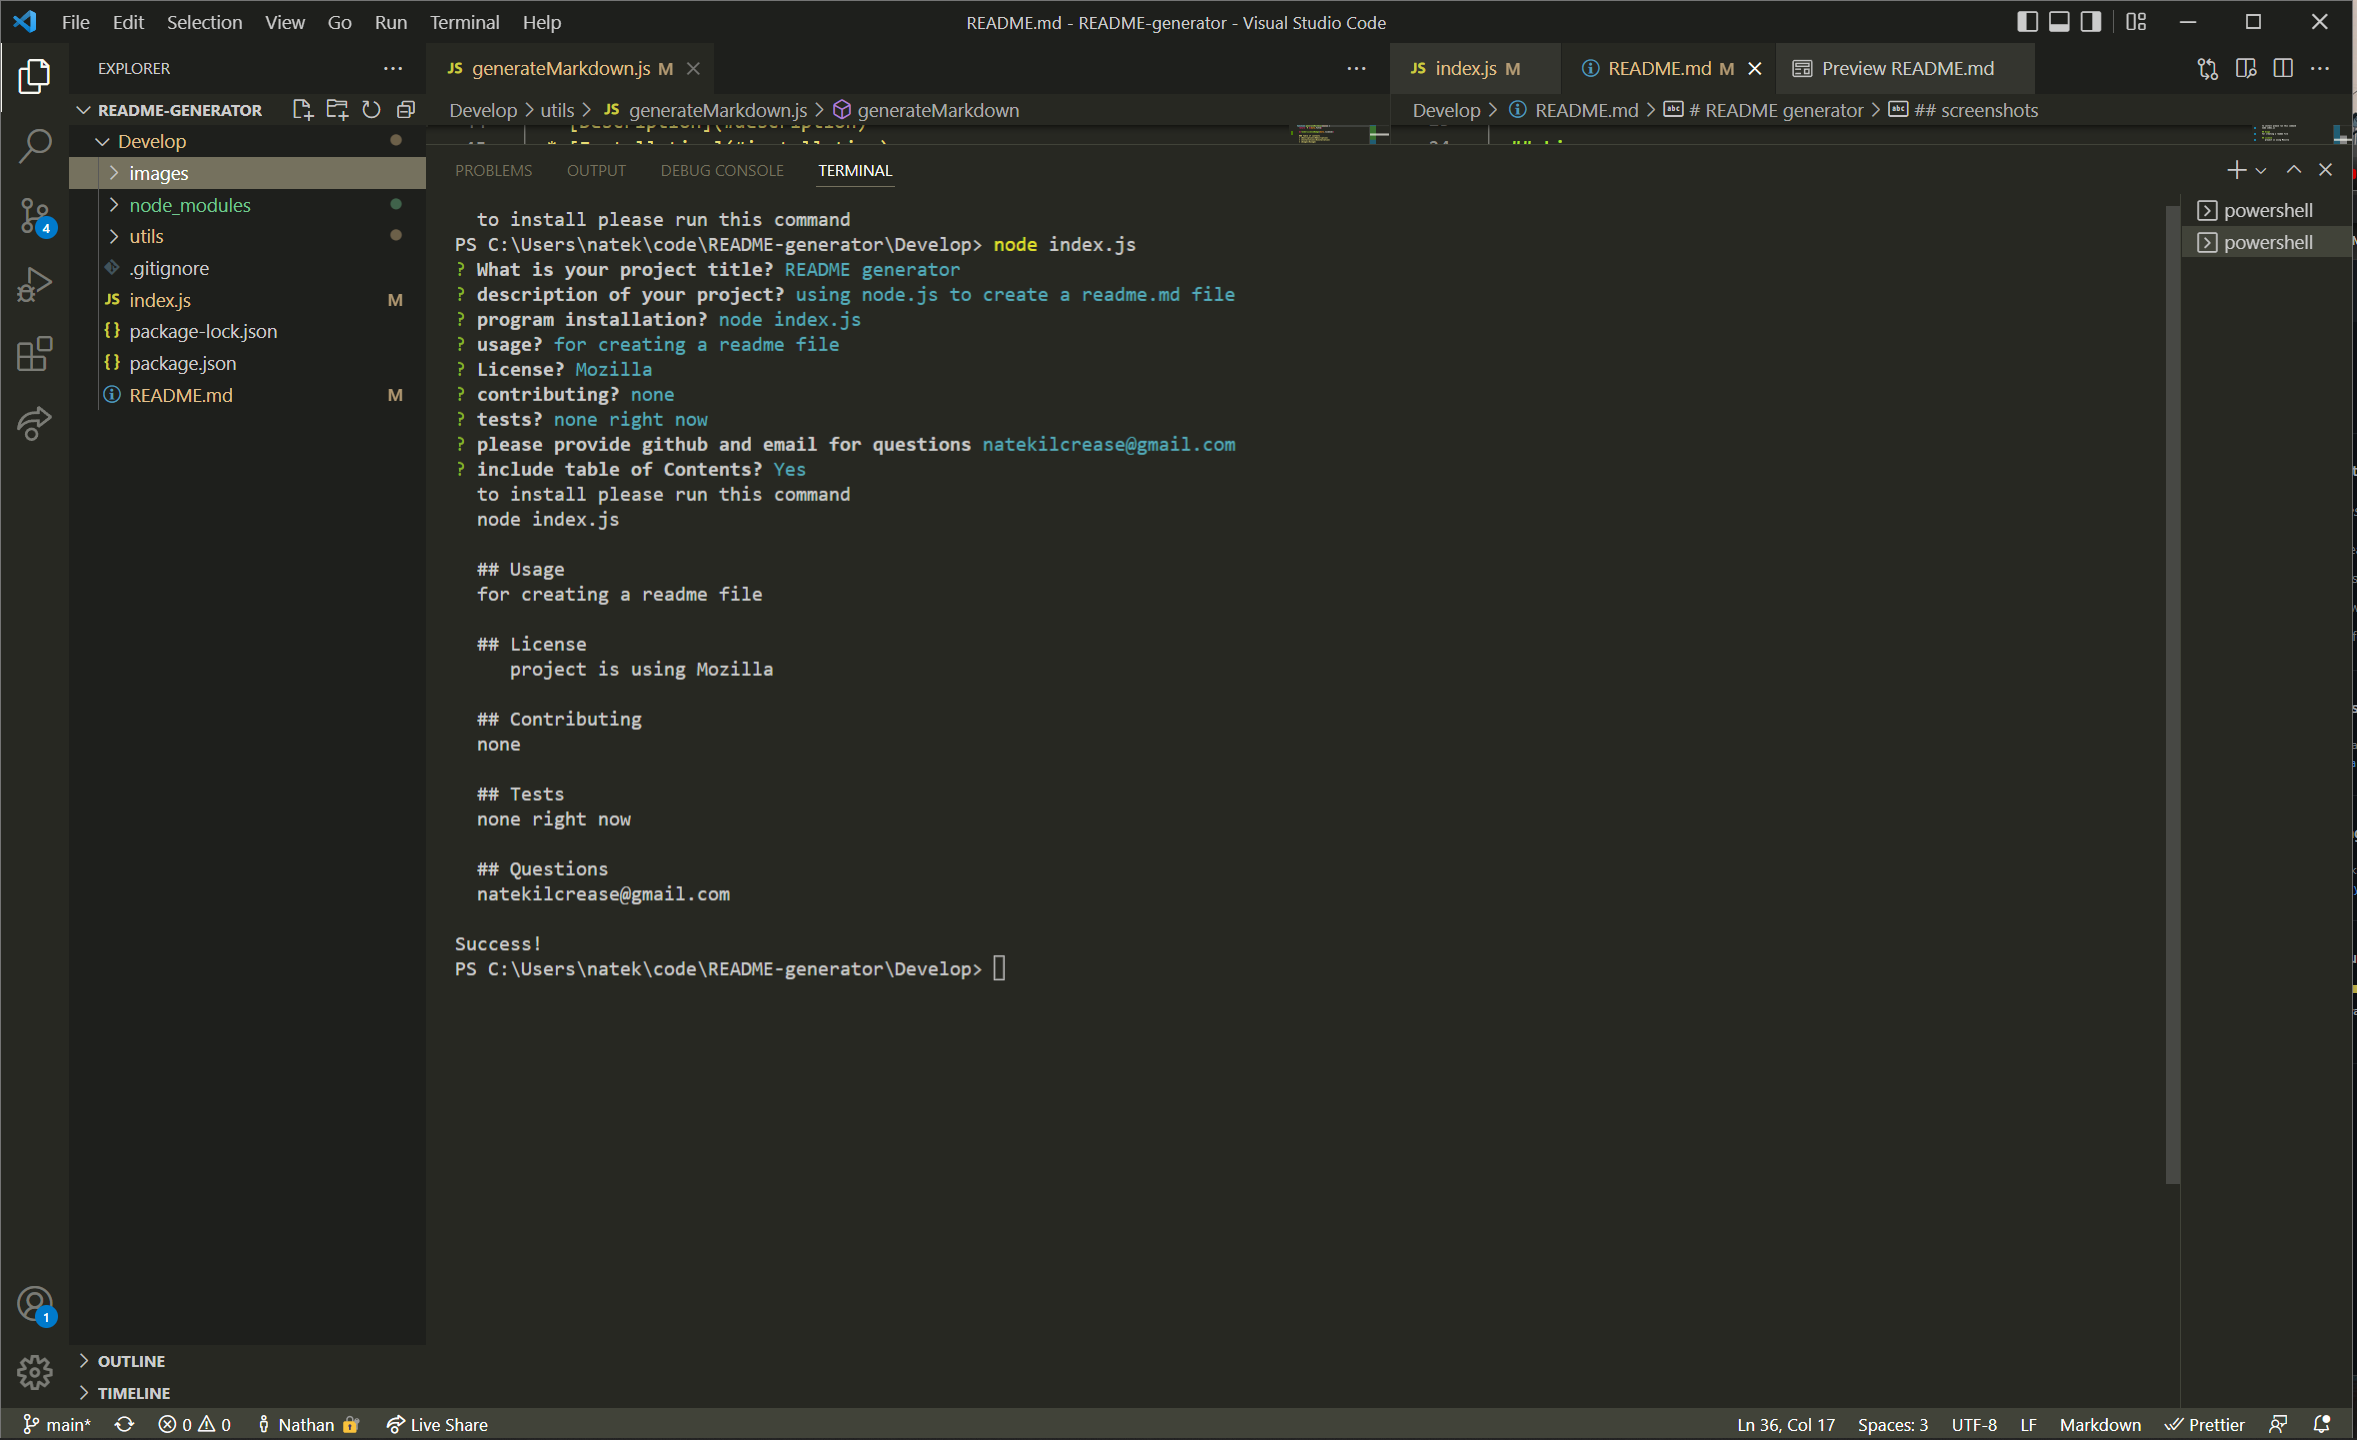 File Edit Selection View Go Run Terminal Help
README.md - README-generator - Visual Studio Code
EXPLORER
README-GENERATOR
Develop
images
node_modules
utils
.gitignore
JS index.js M
{} package-lock.json
{} package.json
README.md M
OUTLINE
TIMELINE
4
1
JS generateMarkdown.js M
Develop > utils > JS generateMarkdown.js > generateMarkdown
JS index.js M
README.md M
Preview README.md
Develop > README.md > # README generator > ## screenshots
PROBLEMS OUTPUT DEBUG CONSOLE TERMINAL
powershell
powershell
to install please run this command
PS C:\Users\natek\code\README-generator\Develop> node index.js
? What is your project title? README generator
? description of your project? using node.js to create a readme.md file
? program installation? node index.js
? usage? for creating a readme file
? License? Mozilla
? contributing? none
? tests? none right now
? please provide github and email for questions natekilcrease@gmail.com
? include table of Contents? Yes
to install please run this command
node index.js
## Usage
for creating a readme file
## License
project is using Mozilla
## Contributing
none
## Tests
none right now
## Questions
natekilcrease@gmail.com
Success!
PS C:\Users\natek\code\README-generator\Develop>
main* 0 0 Nathan Live Share
Ln 36, Col 17 Spaces: 3 UTF-8 LF Markdown Prettier